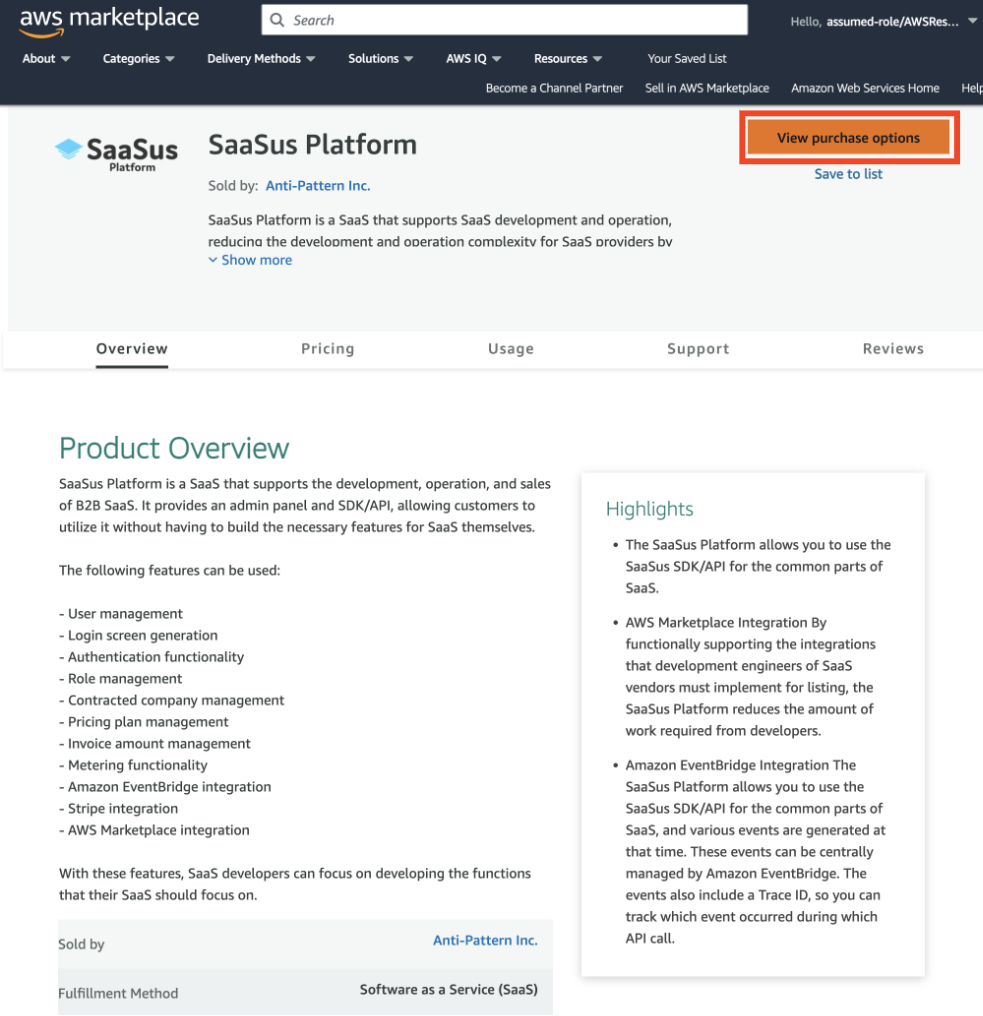 aws marketplace
Search
Hello, assumed-role/AWSRes...
About
Categories
Delivery Methods
Solutions
AWS IQ
Resources
Your Saved List
Become a Channel Partner
Sell in AWS Marketplace
Amazon Web Services Home
Help
SaaSus
Platform
SaaSus Platform
View purchase options
Save to list
Sold by: Anti-Pattern Inc.
SaaSus Platform is a SaaS that supports SaaS development and operation,
reducing the development and operation complexity for SaaS providers by
Show more
Overview
Pricing
Usage
Support
Reviews
Product Overview
SaaSus Platform is a SaaS that supports the development, operation, and sales
of B2B SaaS. It provides an admin panel and SDK/API, allowing customers to
utilize it without having to build the necessary features for SaaS themselves.
The following features can be used:
- User management
- Login screen generation
- Authentication functionality
- Role management
- Contracted company management
- Pricing plan management
- Invoice amount management
- Metering functionality
- Amazon EventBridge integration
- Stripe integration
- AWS Marketplace integration
With these features, SaaS developers can focus on developing the functions
that their SaaS should focus on.
Sold by
Anti-Pattern Inc.
Fulfillment Method
Software as a Service (SaaS)
Highlights
• The SaaSus Platform allows you to use the
SaaSus SDK/API for the common parts of
SaaS.
• AWS Marketplace Integration By
functionally supporting the integrations
that development engineers of SaaS
vendors must implement for listing, the
SaaSus Platform reduces the amount of
work required from developers.
• Amazon EventBridge Integration The
SaaSus Platform allows you to use the
SaaSus SDK/API for the common parts of
SaaS, and various events are generated at
that time. These events can be centrally
managed by Amazon EventBridge. The
events also include a Trace ID, so you can
track which event occurred during which
API call.